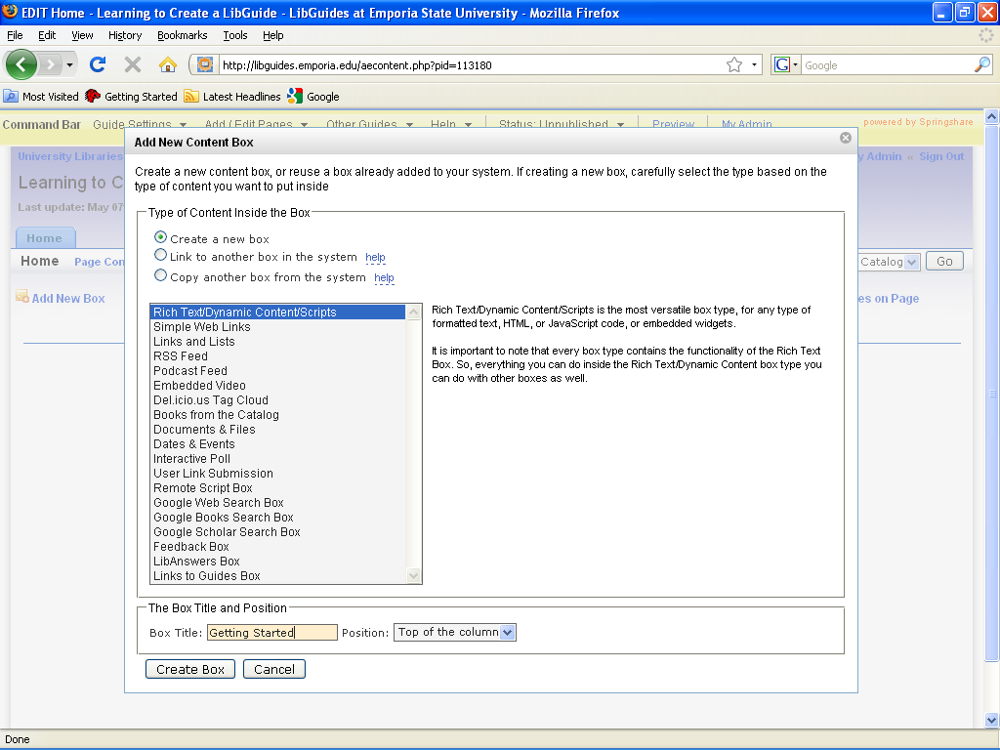 EDIT Home - Learning to Create a LibGuide - LibGuides at Emporia State University - Mozilla Firefox
File Edit View History Bookmarks Tools Help
http://libguides.emporia.edu/aecontent.php?pid=113180
G Google
Most Visited Getting Started Latest Headlines Google
Command Bar Guide Settings Add / Edit Pages Other Guides Help Status: Unpublished Preview My Admin powered by Springshare
Add New Content Box
University Libraries y Admin » Sign Out
Create a new content box, or reuse a box already added to your system. If creating a new box, carefully select the type based on the
type of content you want to put inside
Learning to C
Last update: May 07
Type of Content Inside the Box
Home
Create a new box
Home Page Con
Link to another box in the system help
Catalog Go
Copy another box from the system help
Add New Box
es on Page
Rich Text/Dynamic Content/Scripts
Simple Web Links
Links and Lists
RSS Feed
Podcast Feed
Embedded Video
Del.icio.us Tag Cloud
Books from the Catalog
Documents & Files
Dates & Events
Interactive Poll
User Link Submission
Remote Script Box
Google Web Search Box
Google Books Search Box
Google Scholar Search Box
Feedback Box
LibAnswers Box
Links to Guides Box
Rich Text/Dynamic Content/Scripts is the most versatile box type, for any type of
formatted text, HTML, or JavaScript code, or embedded widgets.
It is important to note that every box type contains the functionality of the Rich Text
Box. So, everything you can do inside the Rich Text/Dynamic Content box type you
can do with other boxes as well.
The Box Title and Position
Box Title: Getting Started Position: Top of the column
Create Box Cancel
Done